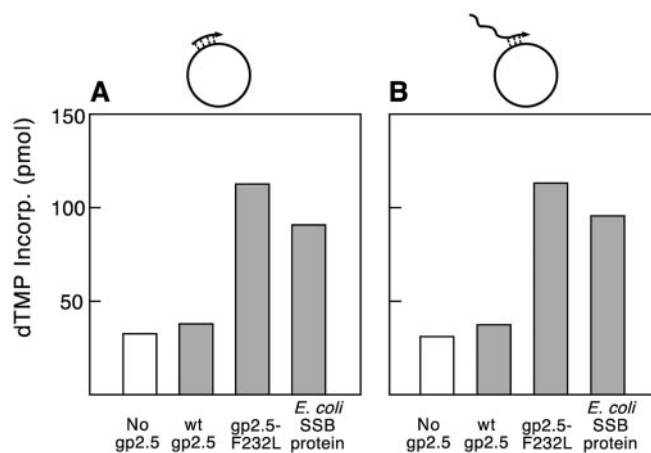 A
B
dTMP Incorp. (pmol)
150
100
50
No gp2.5
wt gp2.5
gp2.5-F232L
E. coli SSB protein
No gp2.5
wt gp2.5
gp2.5-F232L
E. coli SSB protein